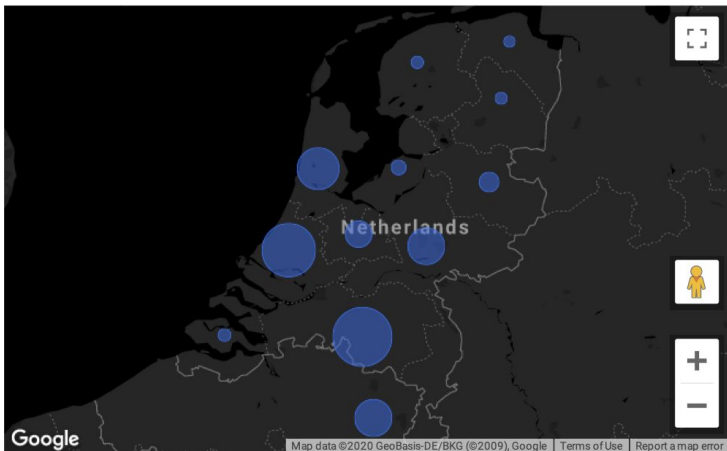 Netherlands
Google
Map data ©2020 GeoBasis-DE/BKG (©2009), Google
Terms of Use
Report a map error